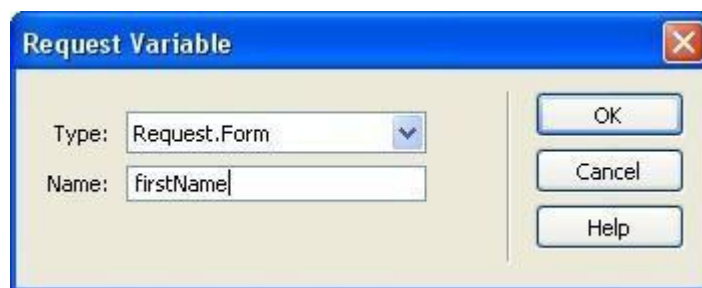 Request Variable
Type: Request.Form
Name: firstName
OK
Cancel
Help